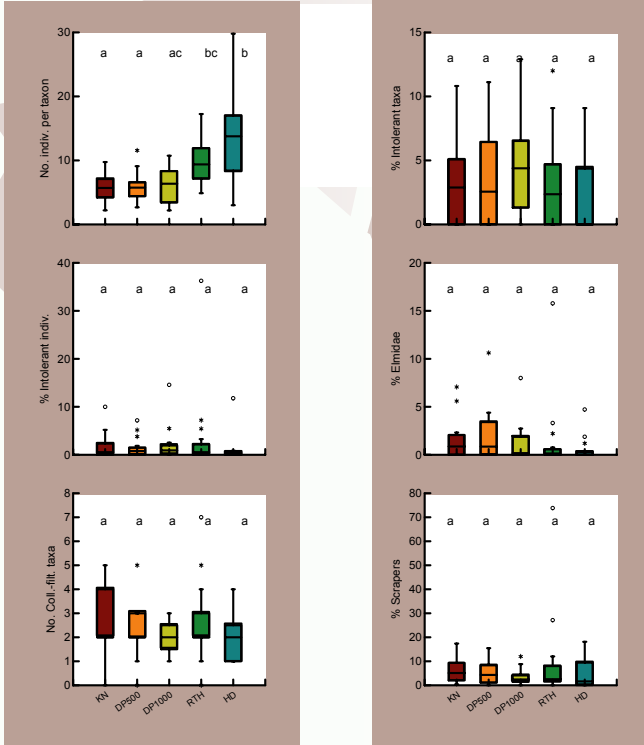 No. indiv. per taxon
30
20
10
0
a a ac bc b
% Intolerant taxa
15
10
5
0
a a a a a
% Intolerant indiv.
40
30
20
10
0
a a a a a
% Elmidae
20
15
10
5
0
a a a a a
No. Coll.-filt. taxa
8
7
6
5
4
3
2
1
0
a a a a a
KN DP500 DP1000 RTH HD
% Scrapers
80
70
60
50
40
30
20
10
0
a a a a a
KN DP500 DP1000 RTH HD